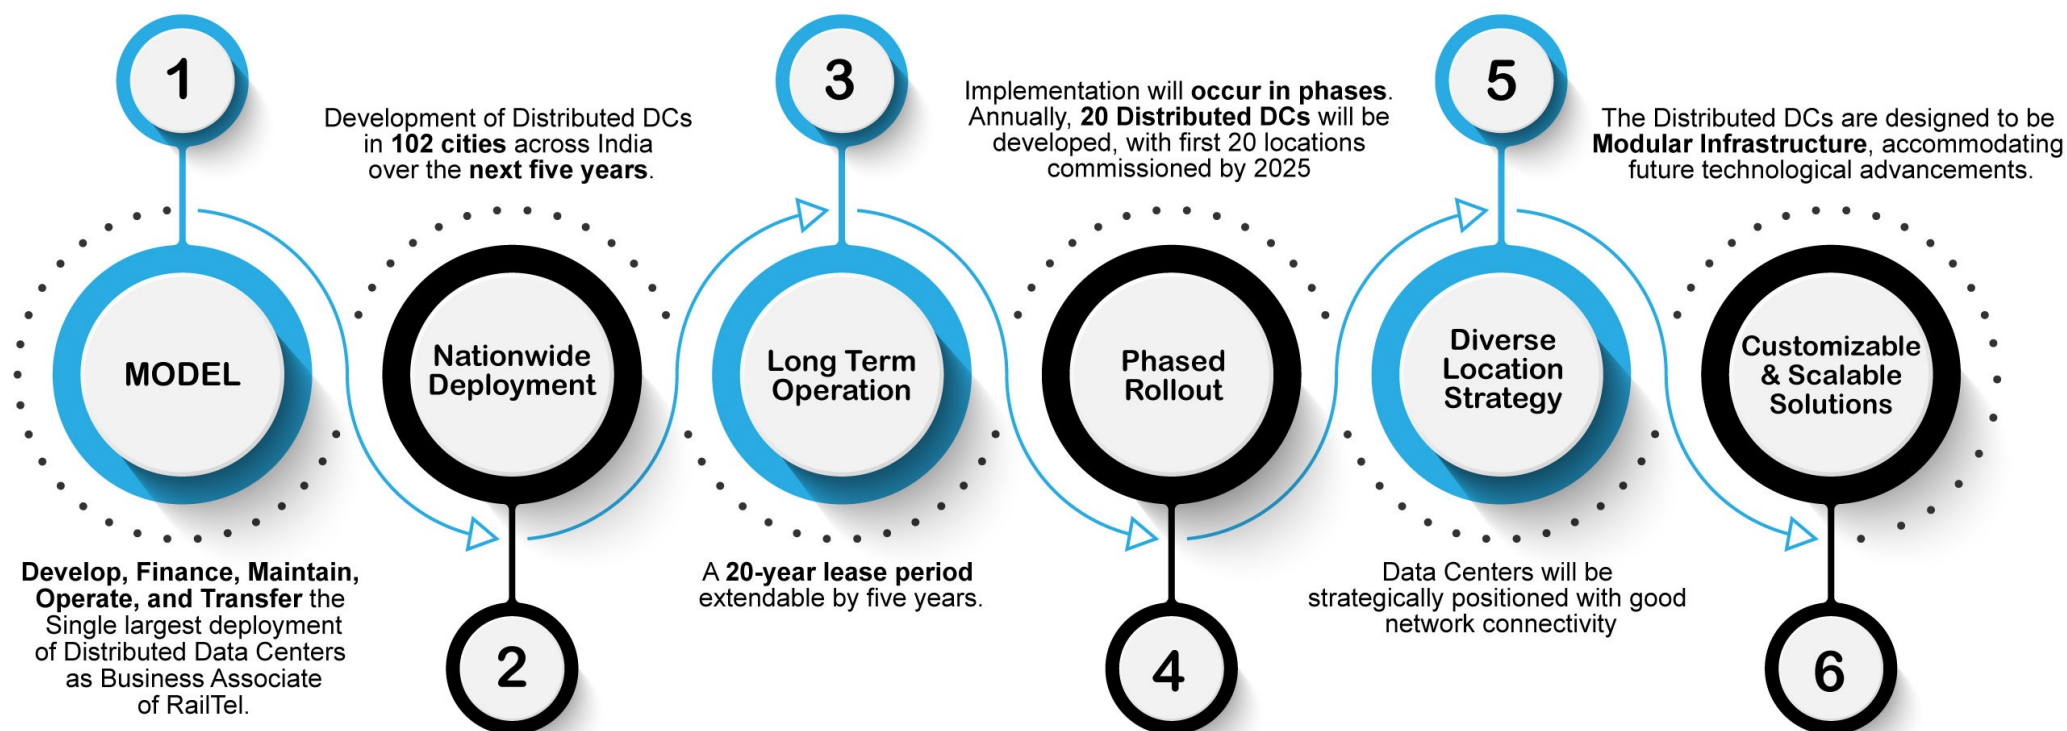 1
MODEL
Develop, Finance, Maintain,
Operate, and Transfer the
Single largest deployment
of Distributed Data Centers
as Business Associate
of RailTel.
Development of Distributed DCs
in 102 cities across India
over the next five years.
Nationwide
Deployment
2
3
Long Term
Operation
A 20-year lease period
extendable by five years.
Implementation will occur in phases.
Annually, 20 Distributed DCs will be
developed, with first 20 locations
commissioned by 2025
Phased
Rollout
4
5
Diverse
Location
Strategy
Data Centers will be
strategically positioned with good
network connectivity
The Distributed DCs are designed to be
Modular Infrastructure, accommodating
future technological advancements.
Customizable
& Scalable
Solutions
6